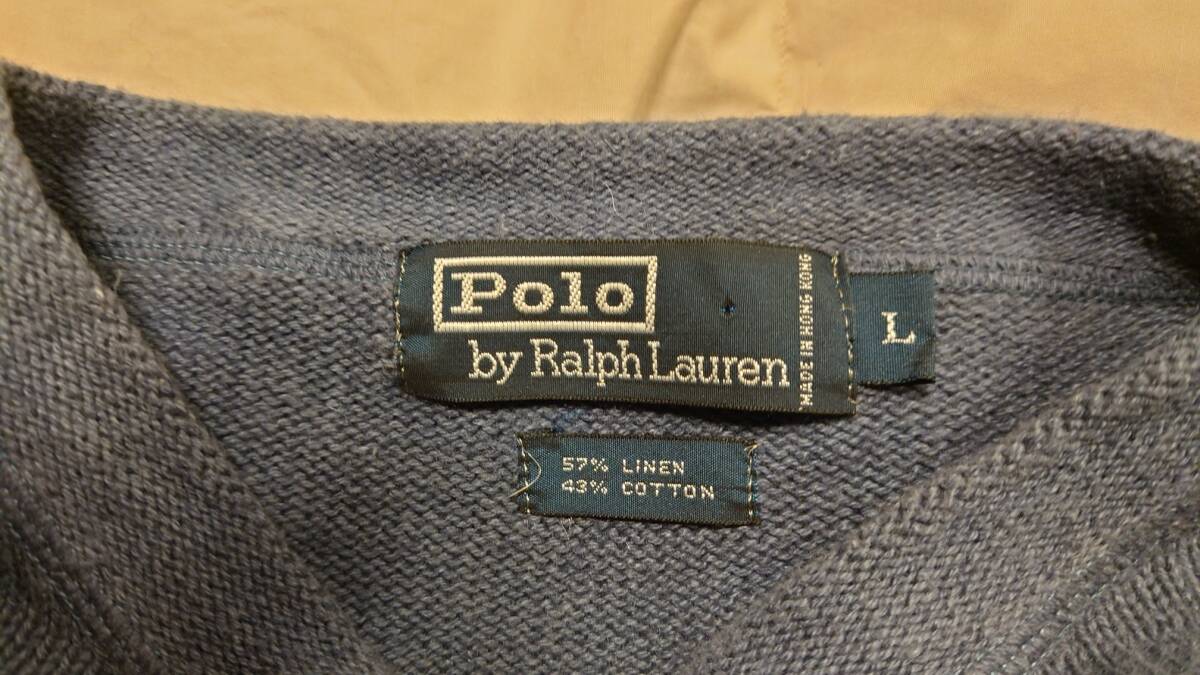 Polo
by Ralph Lauren
MADE IN HONG KONG
L
57% LINEN
43% COTTON